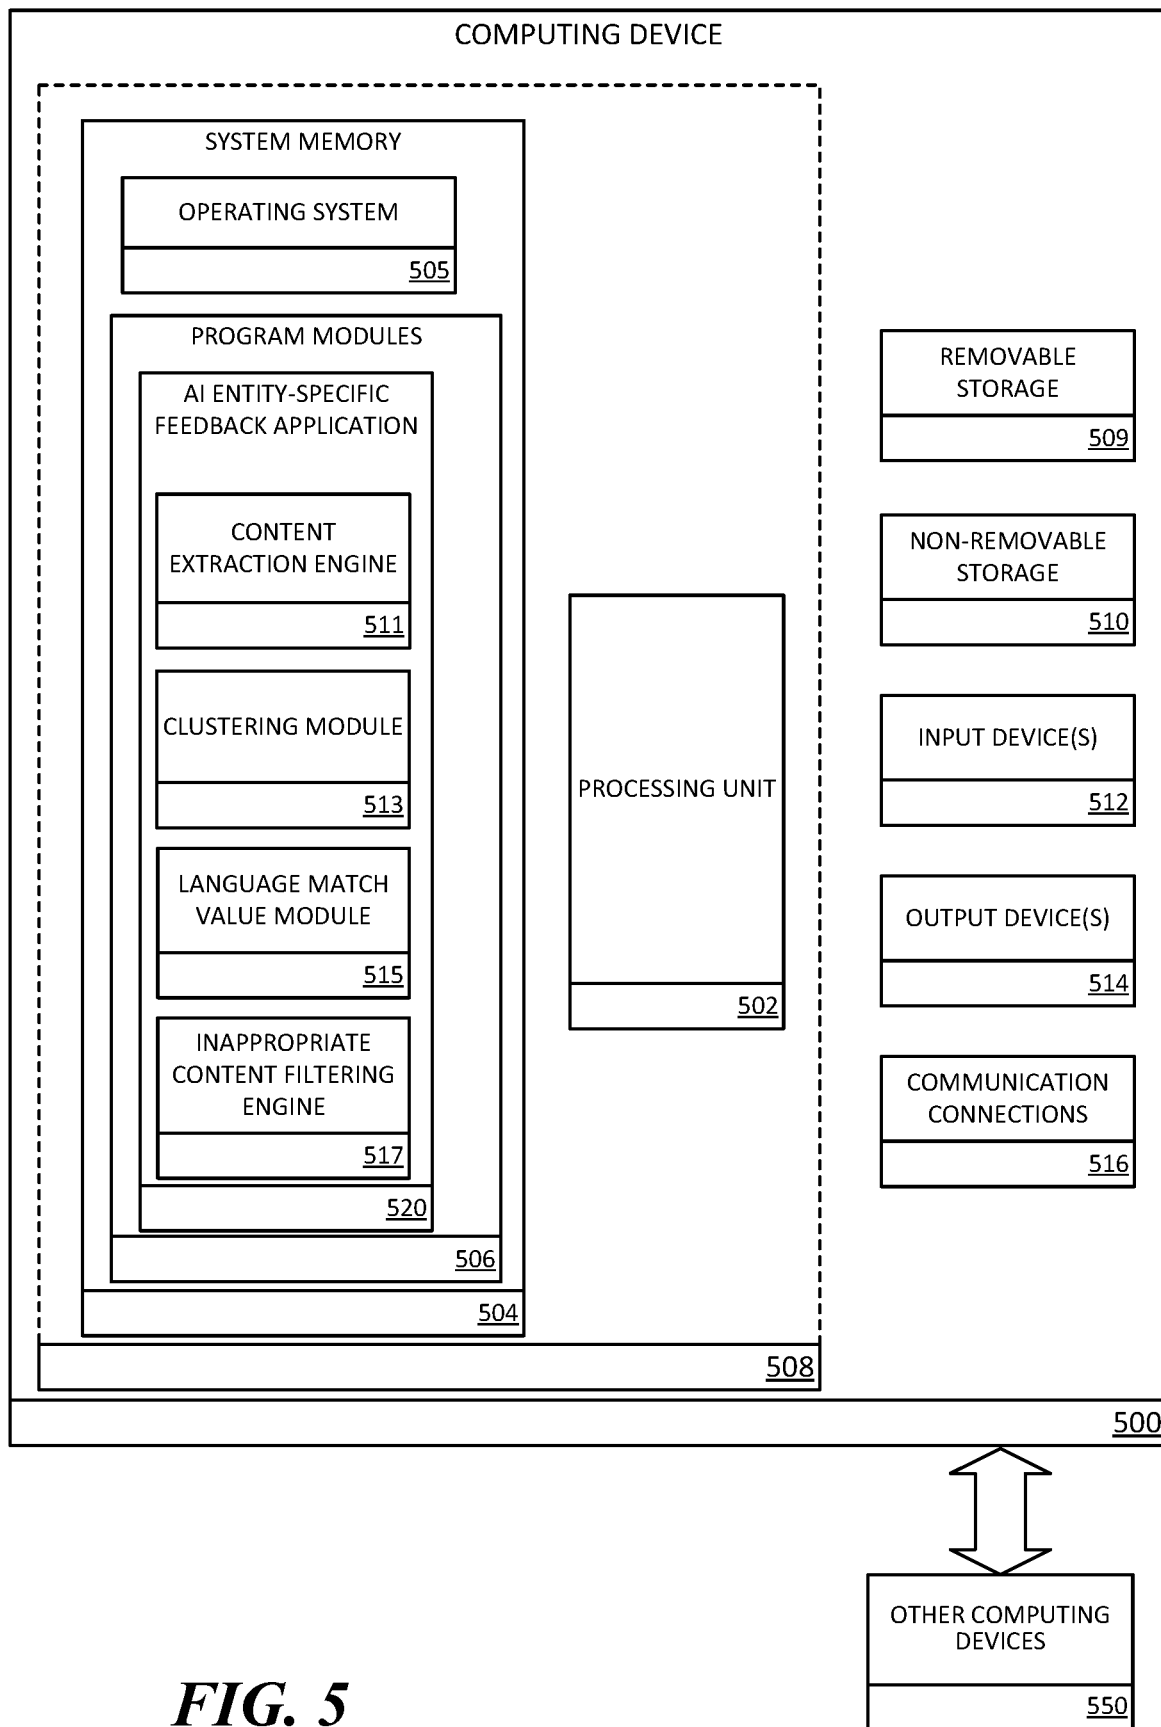 COMPUTING DEVICE
SYSTEM MEMORY
OPERATING SYSTEM
505
PROGRAM MODULES
AI ENTITY-SPECIFIC
FEEDBACK APPLICATION
CONTENT
EXTRACTION ENGINE
511
CLUSTERING MODULE
513
LANGUAGE MATCH
VALUE MODULE
515
INAPPROPRIATE
CONTENT FILTERING
ENGINE
517
520
506
504
PROCESSING UNIT
502
508
REMOVABLE
STORAGE
509
NON-REMOVABLE
STORAGE
510
INPUT DEVICE(S)
512
OUTPUT DEVICE(S)
514
COMMUNICATION
CONNECTIONS
516
500
OTHER COMPUTING
DEVICES
550
FIG. 5